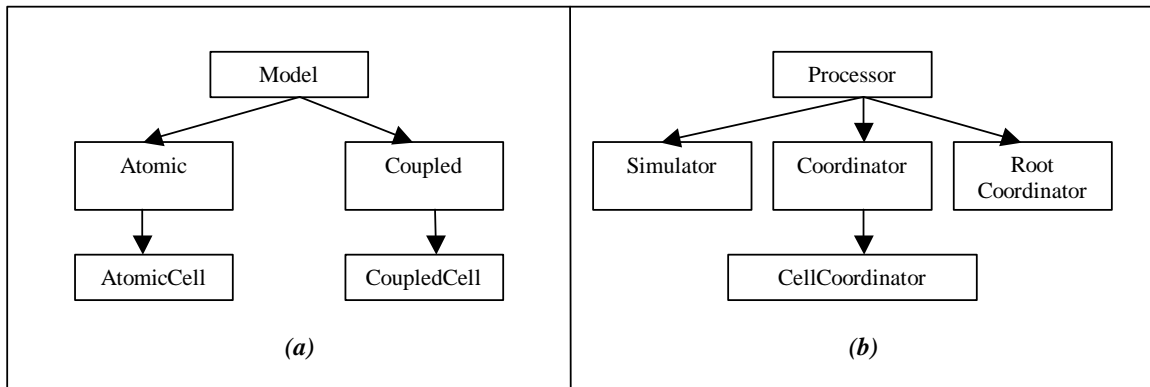 Model
Atomic
Coupled
AtomicCell
CoupledCell
(a)
Processor
Simulator
Coordinator
Root
Coordinator
CellCoordinator
(b)